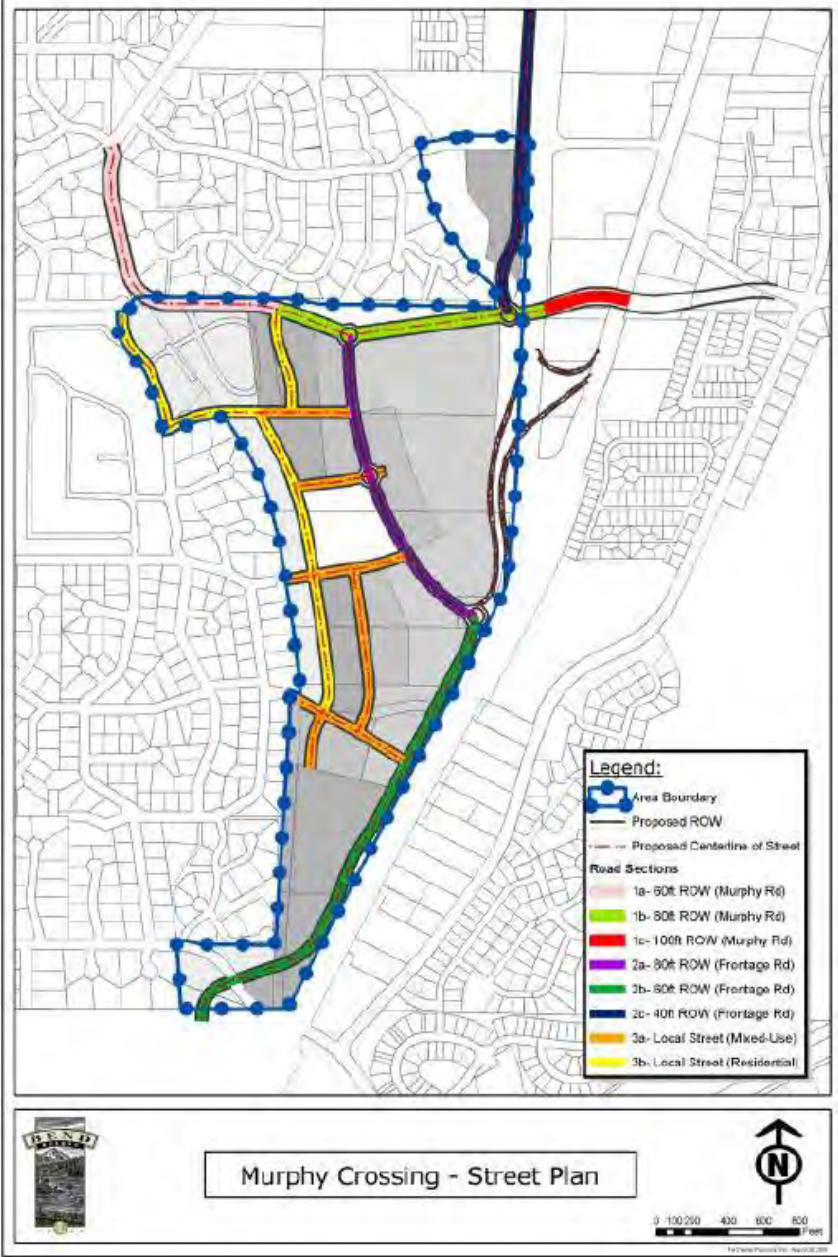 Legend:
Area Boundary
Proposed ROW
Proposed Centerline of Street
Road Sections
1a- 60ft ROW (Murphy Rd)
1b- 80ft ROW (Murphy Rd)
1c- 100ft ROW (Murphy Rd)
2a- 80ft ROW (Frontage Rd)
2b- 60ft ROW (Frontage Rd)
2c- 40ft ROW (Frontage Rd)
3a- Local Street (Mixed-Use)
3b- Local Street (Residential)
BEND
Murphy Crossing - Street Plan
N
0 100 200 400 600 800
Feet